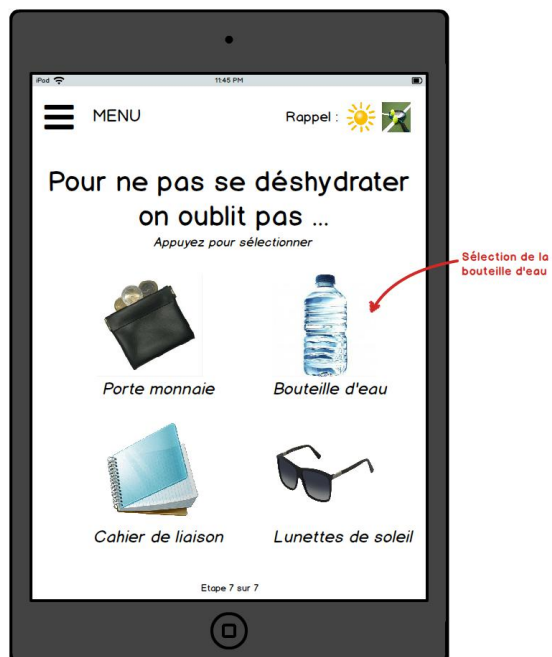 iPod 11:45 PM
MENU Rappel :
Pour ne pas se déshydrater
on oublit pas ...
Appuyez pour sélectionner
Sélection de la
bouteille d'eau
Porte monnaie Bouteille d'eau
Cahier de liaison Lunettes de soleil
Etape 7 sur 7